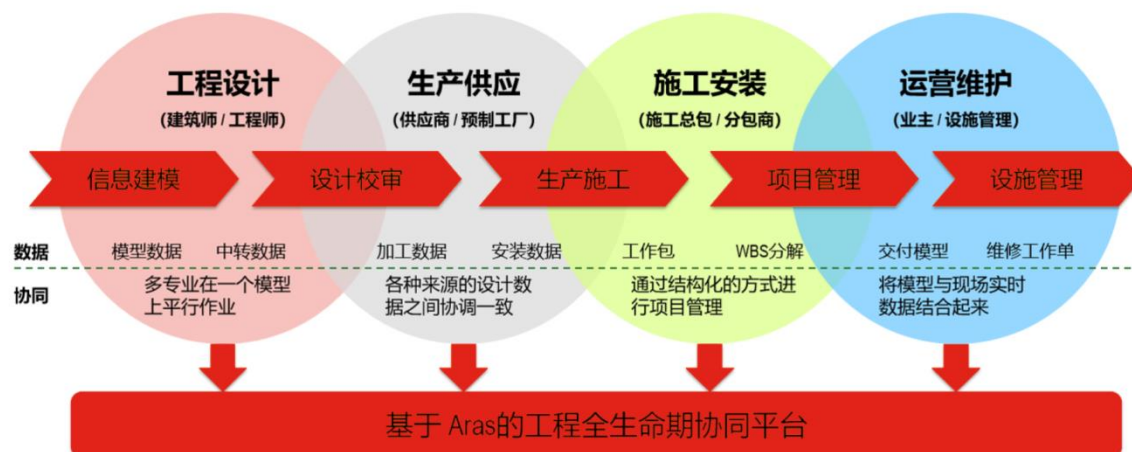 工程设计 生产供应 施工安装 运营维护
(建筑师 / 工程师) (供应商 / 预制工厂) (施工总包 / 分包商) (业主 / 设施管理)
信息建模 设计校审 生产施工 项目管理 设施管理
数据 模型数据 中转数据 加工数据 安装数据 工作包 WBS分解 交付模型 维修工作单
协同 多专业在一个模型 各种来源的设计数 通过结构化的方式进 将模型与现场实时
上平行作业 据之间协调一致 行项目管理 数据结合起来
基于 Aras的工程全生命期协同平台